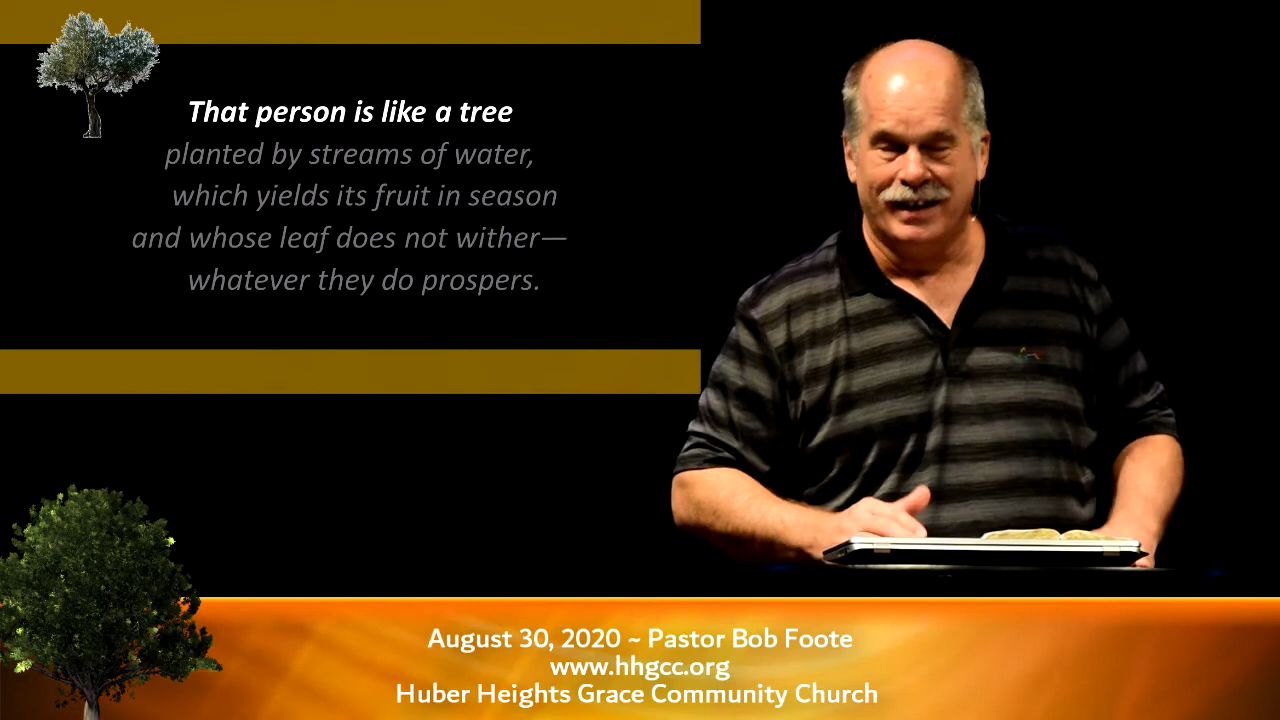 That person is like a tree
planted by streams of water,
which yields its fruit in season
and whose leaf does not wither—
whatever they do prospers.
August 30, 2020 ~ Pastor Bob Foote
www.hhgcc.org
Huber Heights Grace Community Church